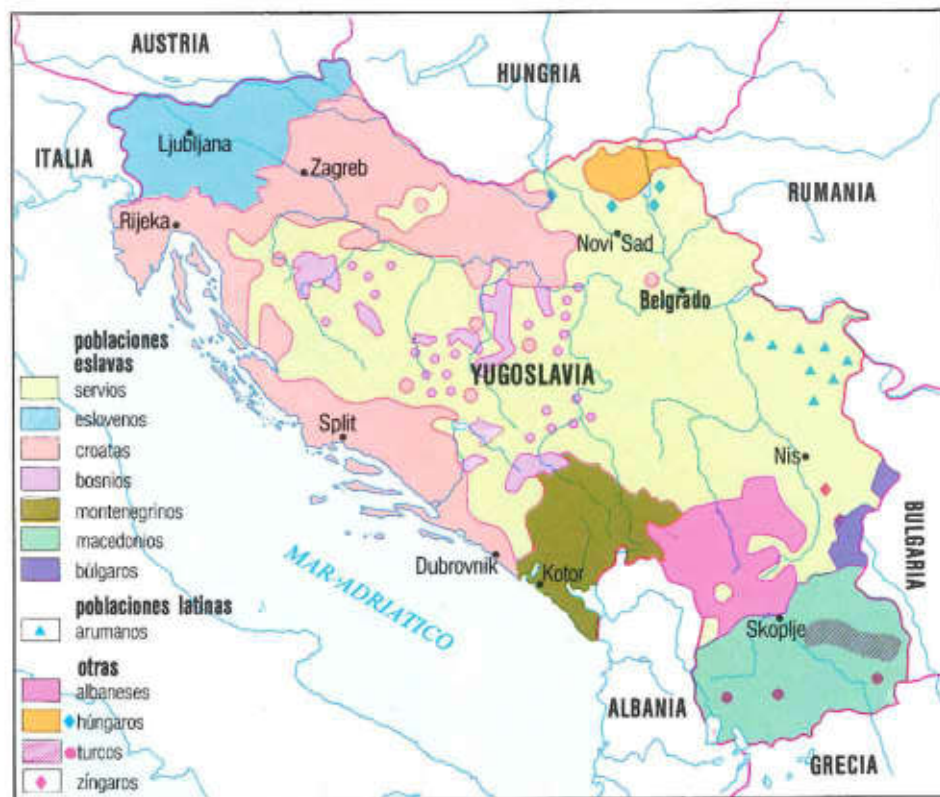 AUSTRIA
HUNGRIA
ITALIA
Ljubljana
Zagreb
RUMANIA
Rijeka
Novi Sad
Belgrado
YUGOSLAVIA
Split
Nis
BULGARIA
Dubrovnik
Kotor
MAR ADRIATICO
Skoplje
ALBANIA
GRECIA
poblaciones
eslavas
servios
eslovenos
croatas
bosnios
montenegrinos
macedonios
búlgaros
poblaciones latinas
arumanos
otras
albaneses
húngaros
turcos
zíngaros